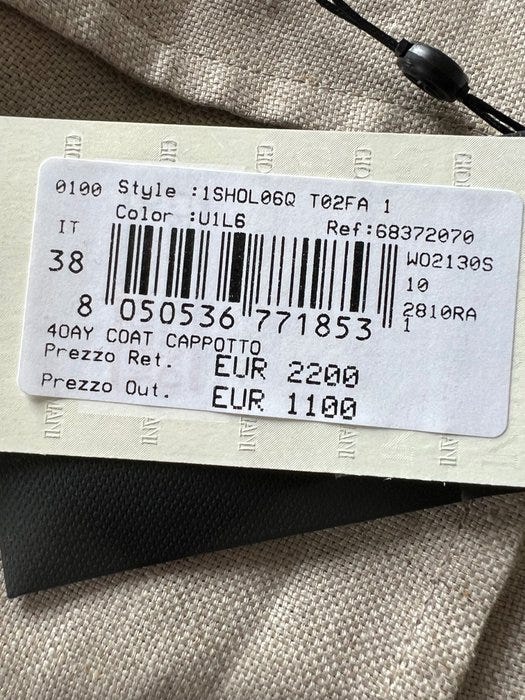 0100 Style :1SHOL06Q T02FA 1
Color :U1L6 Ref:68372070
IT
38
WO2130S
10
2810RA
1
8 050536 771853
40AY COAT CAPPOTTO
Prezzo Ret. EUR 2200
Prezzo Out. EUR 1100